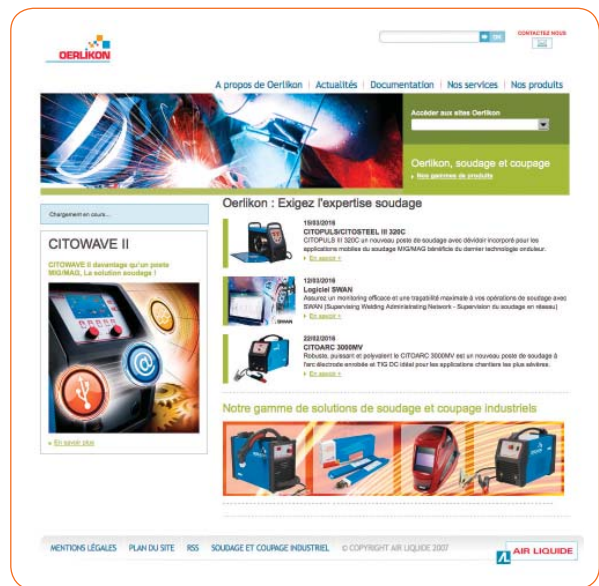 OERLIKON
OK
CONTACTEZ NOUS
A propos de Oerlikon | Actualités | Documentation | Nos services | Nos produits
Accéder aux sites Oerlikon
Oerlikon, soudage et coupage
Nos gammes de produits
Chargement en cours...
CITOWAVE II
CITOWAVE II davantage qu'un poste
MIG/MAG, La solution soudage !
En savoir plus
Oerlikon : Exigez l'expertise soudage
15/03/2016
CITOPULS/CITOSTEEL III 320C
CITOPULS III 320C un nouveau poste de soudage avec dévidoir incorporé pour les
applications mobiles du soudage MIG/MAG bénéficie du dernier technologie onduleur.
En savoir +
12/03/2016
Logiciel SWAN
Assurez un monitoring efficace et une traçabilité maximale à vos opérations de soudage avec
SWAN (Supervising Welding Administrating Network - Supervision du soudage en réseau)
En savoir +
SWAN
22/02/2016
CITOARC 3000MV
Robuste, puissant et polyvalent le CITOARC 3000MV est un nouveau poste de soudage à
l'arc électrode enrobée et TIG DC idéal pour les applications chantiers les plus sévères.
En savoir +
Notre gamme de solutions de soudage et coupage industriels
MENTIONS LÉGALES PLAN DU SITE RSS SOUDAGE ET COUPAGE INDUSTRIEL © COPYRIGHT AIR LIQUIDE 2007
AIR LIQUIDE